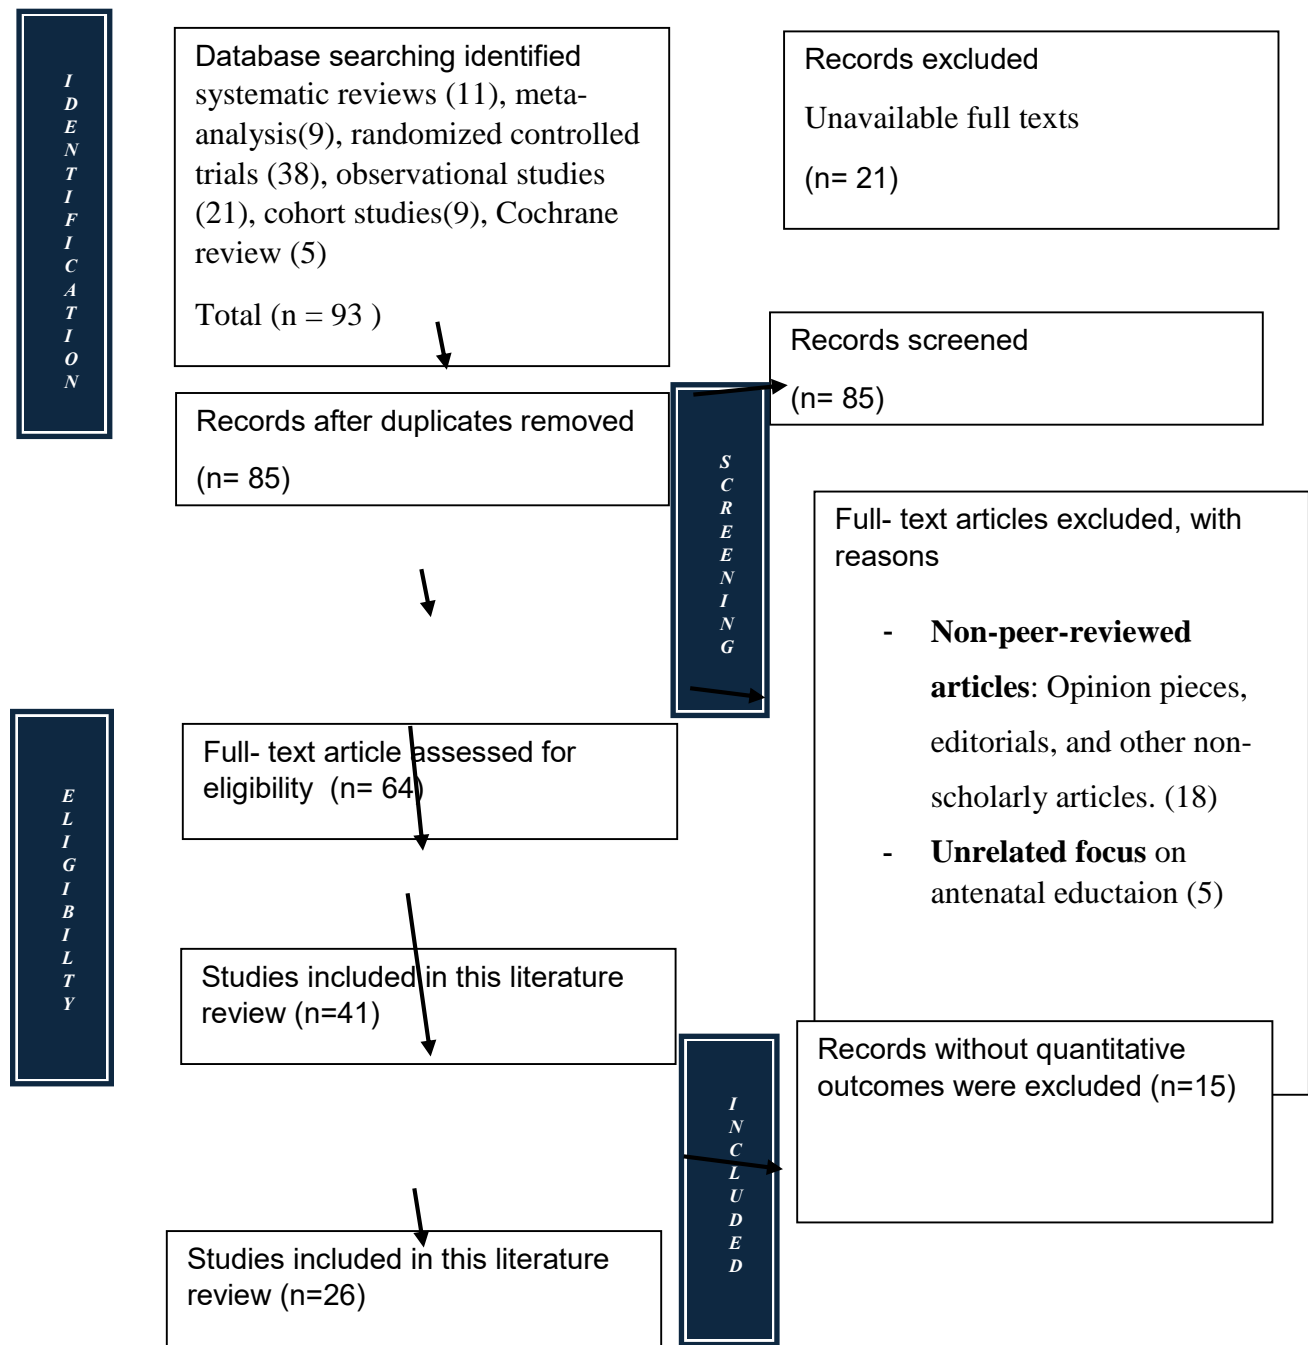 IDENTIFICATION
Database searching identified
systematic reviews (11), meta-
analysis(9), randomized controlled
trials (38), observational studies
(21), cohort studies(9), Cochrane
review (5)
Total (n = 93 )
Records excluded
Unavailable full texts
(n= 21)
Records after duplicates removed
(n= 85)
SCREENING
Records screened
(n= 85)
Full- text articles excluded, with
reasons
- Non-peer-reviewed
articles: Opinion pieces,
editorials, and other non-
scholarly articles. (18)
- Unrelated focus on
antenatal eductaion (5)
ELIGIBILTY
Full- text article assessed for
eligibility (n= 64)
Studies included in this literature
review (n=41)
INCLUDED
Records without quantitative
outcomes were excluded (n=15)
Studies included in this literature
review (n=26)